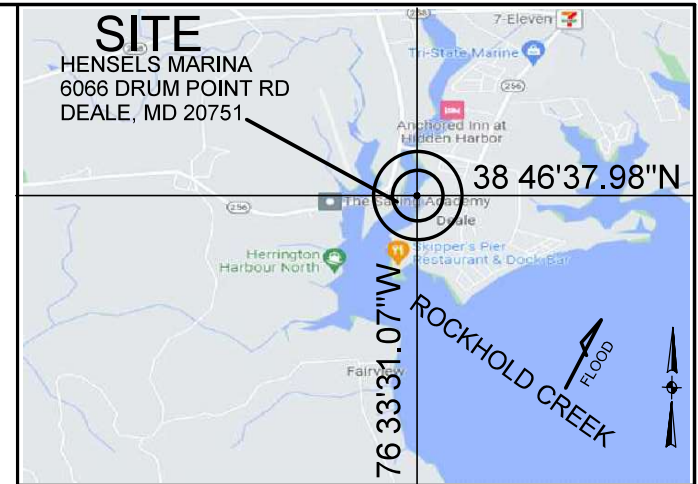 SITE
HENSELS MARINA
6066 DRUM POINT RD
DEALE, MD 20751
(258)
7-Eleven
Tri-State Marine
(256)
Anchored Inn at
Hidden Harbor
38 46'37.98"N
(256)
The Sailing Academy
Deale
Herrington
Harbour North
Skipper's Pier
Restaurant & Dock Bar
76 33'31.07"W
ROCKHOLD CREEK
FLOOD
Fairview